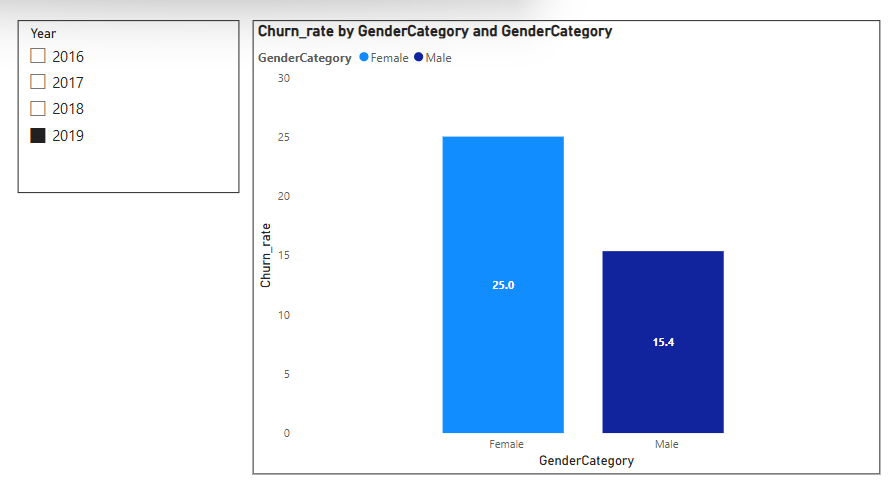 Year
2016
2017
2018
2019
Churn_rate by GenderCategory and GenderCategory
GenderCategory Female Male
30
25
20
15
10
5
0
Churn_rate
25.0
15.4
Female Male
GenderCategory